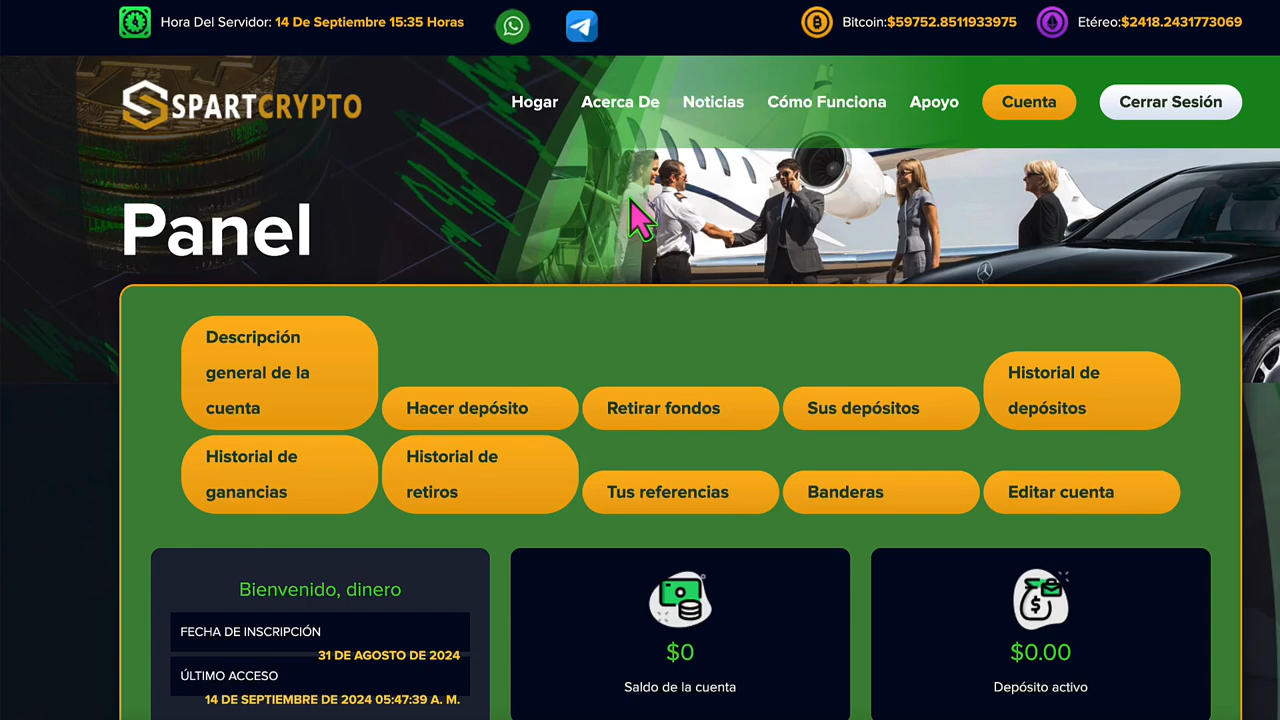 Hora Del Servidor: 14 De Septiembre 15:35 Horas
Bitcoin:$59752.8511933975
Etéreo:$2418.2431773069
SPARTCRYPTO
Hogar
Acerca De
Noticias
Cómo Funciona
Apoyo
Cuenta
Cerrar Sesión
Panel
Descripción
general de la
cuenta
Hacer depósito
Retirar fondos
Sus depósitos
Historial de
depósitos
Historial de
ganancias
Historial de
retiros
Tus referencias
Banderas
Editar cuenta
Bienvenido, dinero
FECHA DE INSCRIPCIÓN
31 DE AGOSTO DE 2024
ÚLTIMO ACCESO
14 DE SEPTIEMBRE DE 2024 05:47:39 A. M.
$0
Saldo de la cuenta
$0.00
Depósito activo